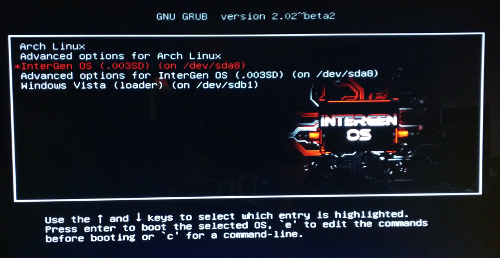 GNU GRUB version 2.02~beta2
Arch Linux
Advanced options for Arch Linux
*InterGen OS (.003SD) (on /dev/sda8)
Advanced options for InterGen OS (.003SD) (on /dev/sda8)
Windows Vista (loader) (on /dev/sdb1)
INTERGEN
OS
Use the ↑ and ↓ keys to select which entry is highlighted.
Press enter to boot the selected OS, `e' to edit the commands
before booting or `c' for a command-line.